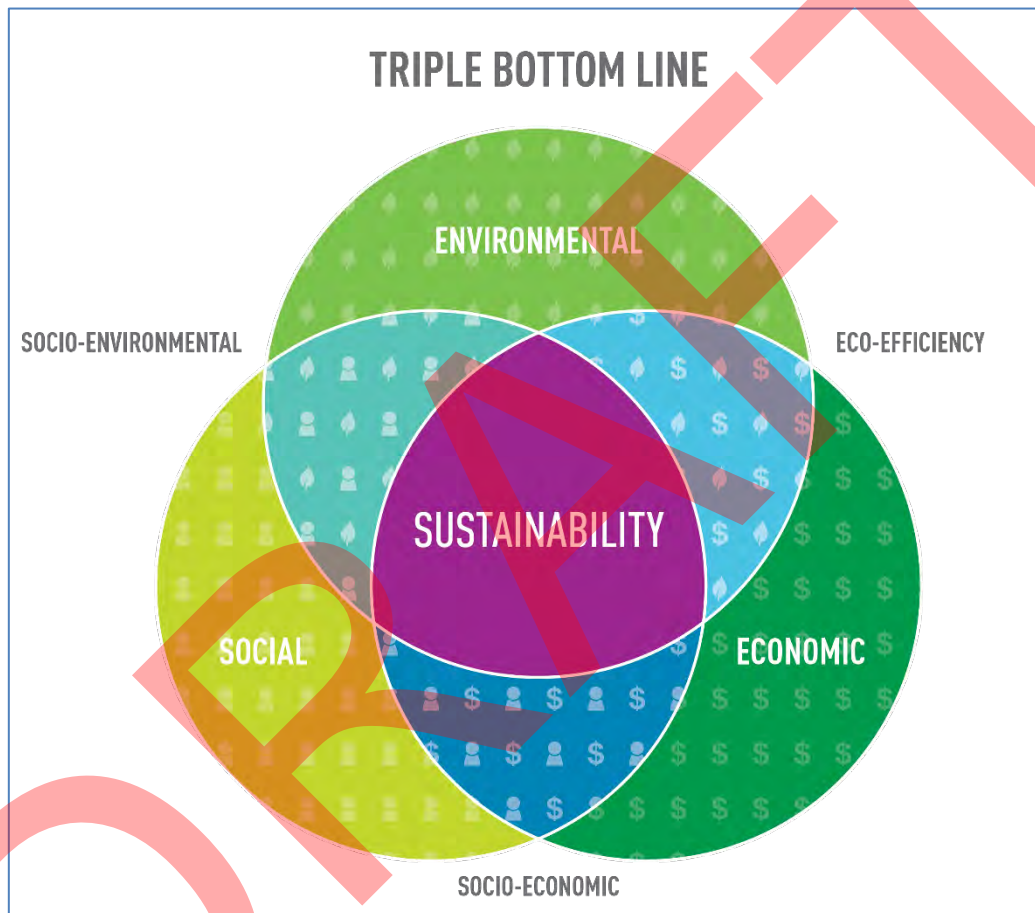 TRIPLE BOTTOM LINE
ENVIRONMENTAL
SOCIO-ENVIRONMENTAL
ECO-EFFICIENCY
SUSTAINABILITY
SOCIAL
ECONOMIC
SOCIO-ECONOMIC
DRAFT